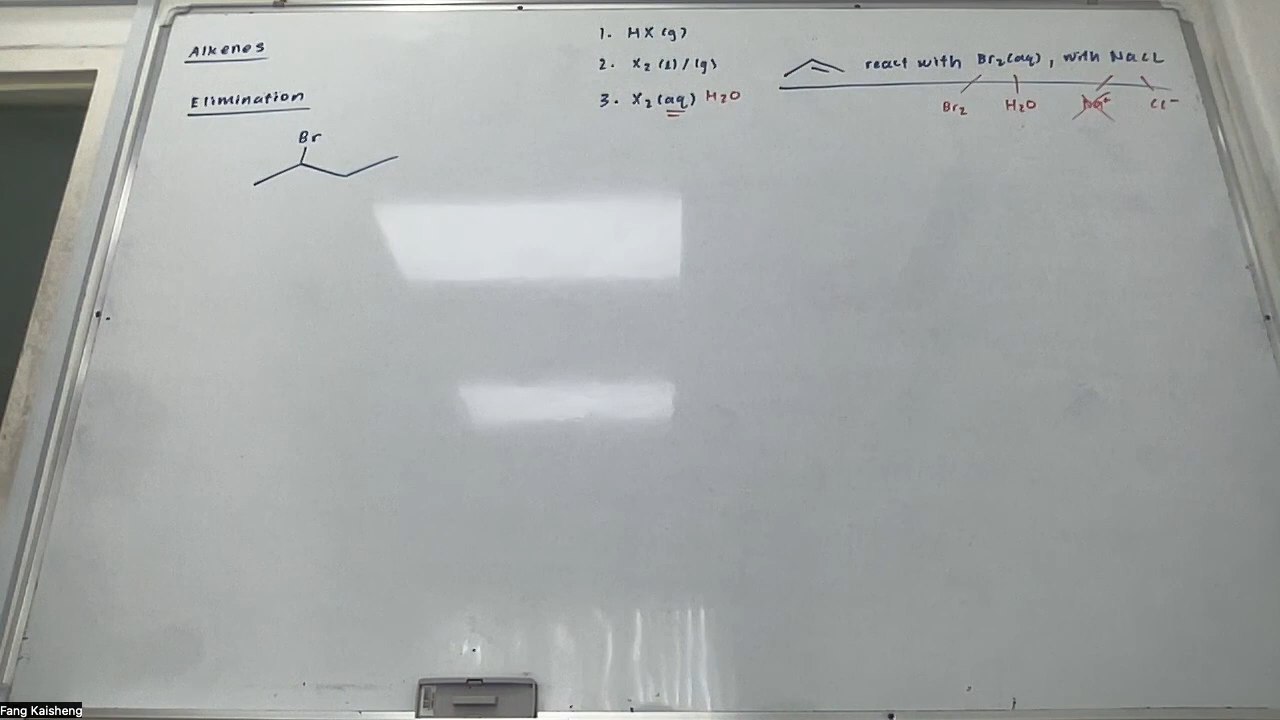 Alkenes
Elimination
Br
1. HX (g)
2. X2 (l) / (g)
3. X2 (aq) H2O
react with Br2(aq), with NaCl
Br2 H2O Na+ Cl-
Fang Kaisheng